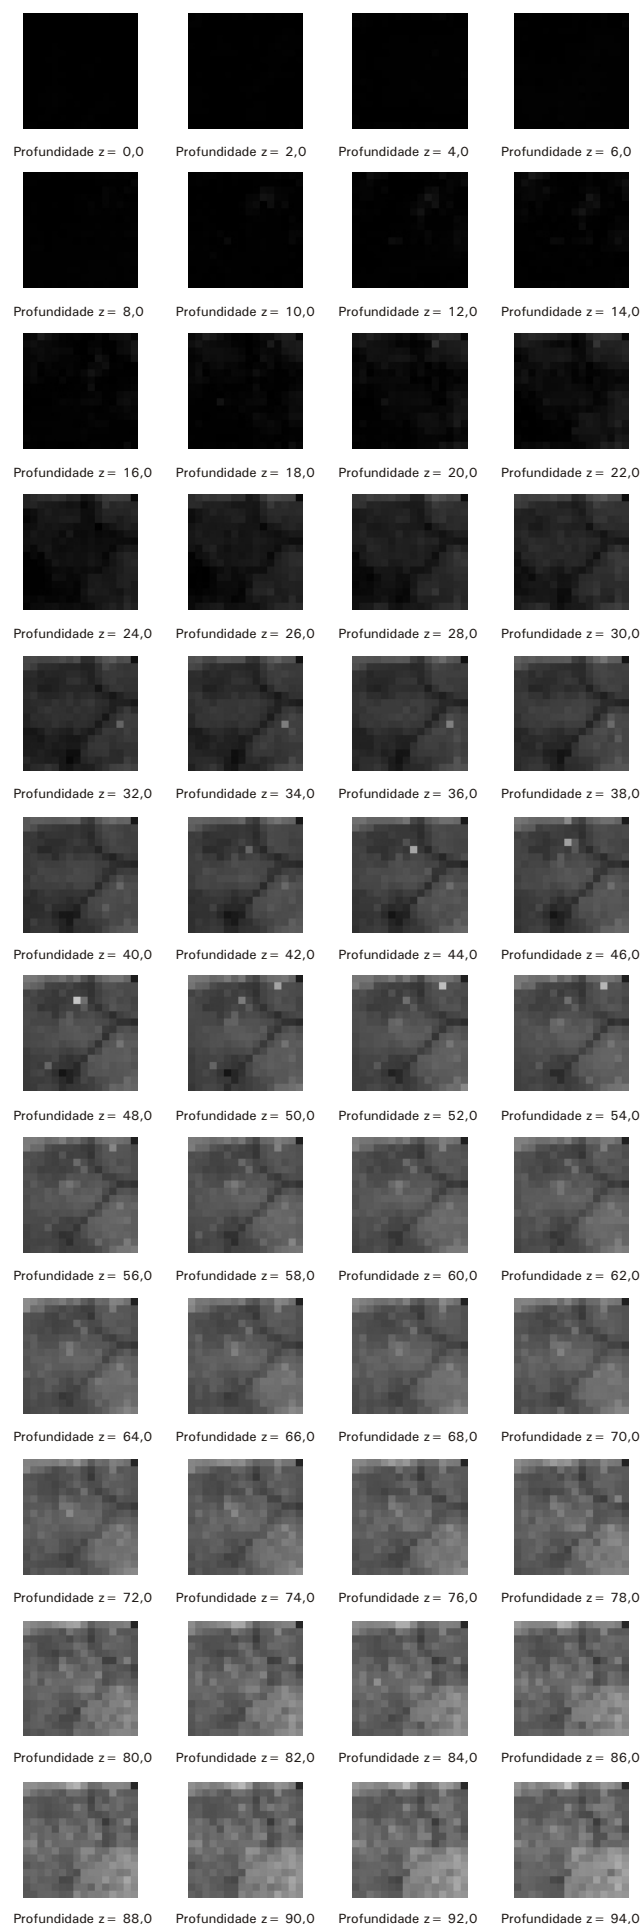 Profundidade z= 0,0 Profundidade z= 2,0 Profundidade z= 4,0 Profundidade z= 6,0
Profundidade z= 8,0 Profundidade z= 10,0 Profundidade z= 12,0 Profundidade z= 14,0
Profundidade z= 16,0 Profundidade z= 18,0 Profundidade z= 20,0 Profundidade z= 22,0
Profundidade z= 24,0 Profundidade z= 26,0 Profundidade z= 28,0 Profundidade z= 30,0
Profundidade z= 32,0 Profundidade z= 34,0 Profundidade z= 36,0 Profundidade z= 38,0
Profundidade z= 40,0 Profundidade z= 42,0 Profundidade z= 44,0 Profundidade z= 46,0
Profundidade z= 48,0 Profundidade z= 50,0 Profundidade z= 52,0 Profundidade z= 54,0
Profundidade z= 56,0 Profundidade z= 58,0 Profundidade z= 60,0 Profundidade z= 62,0
Profundidade z= 64,0 Profundidade z= 66,0 Profundidade z= 68,0 Profundidade z= 70,0
Profundidade z= 72,0 Profundidade z= 74,0 Profundidade z= 76,0 Profundidade z= 78,0
Profundidade z= 80,0 Profundidade z= 82,0 Profundidade z= 84,0 Profundidade z= 86,0
Profundidade z= 88,0 Profundidade z= 90,0 Profundidade z= 92,0 Profundidade z= 94,0